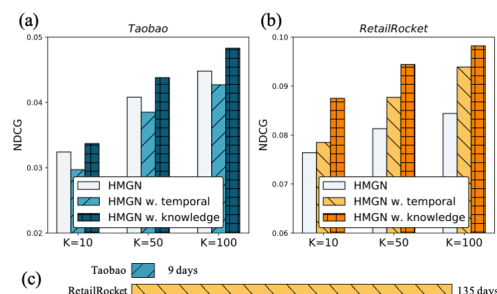 (a)
Taobao
0.05
0.04
0.03
0.02
NDCG
HMGN
HMGN w. temporal
HMGN w. knowledge
K=10
K=50
K=100
(b)
RetailRocket
0.10
0.09
0.08
0.07
0.06
NDCG
HMGN
HMGN w. temporal
HMGN w. knowledge
K=10
K=50
K=100
(c)
Taobao
9 days
RetailRocket
135 days